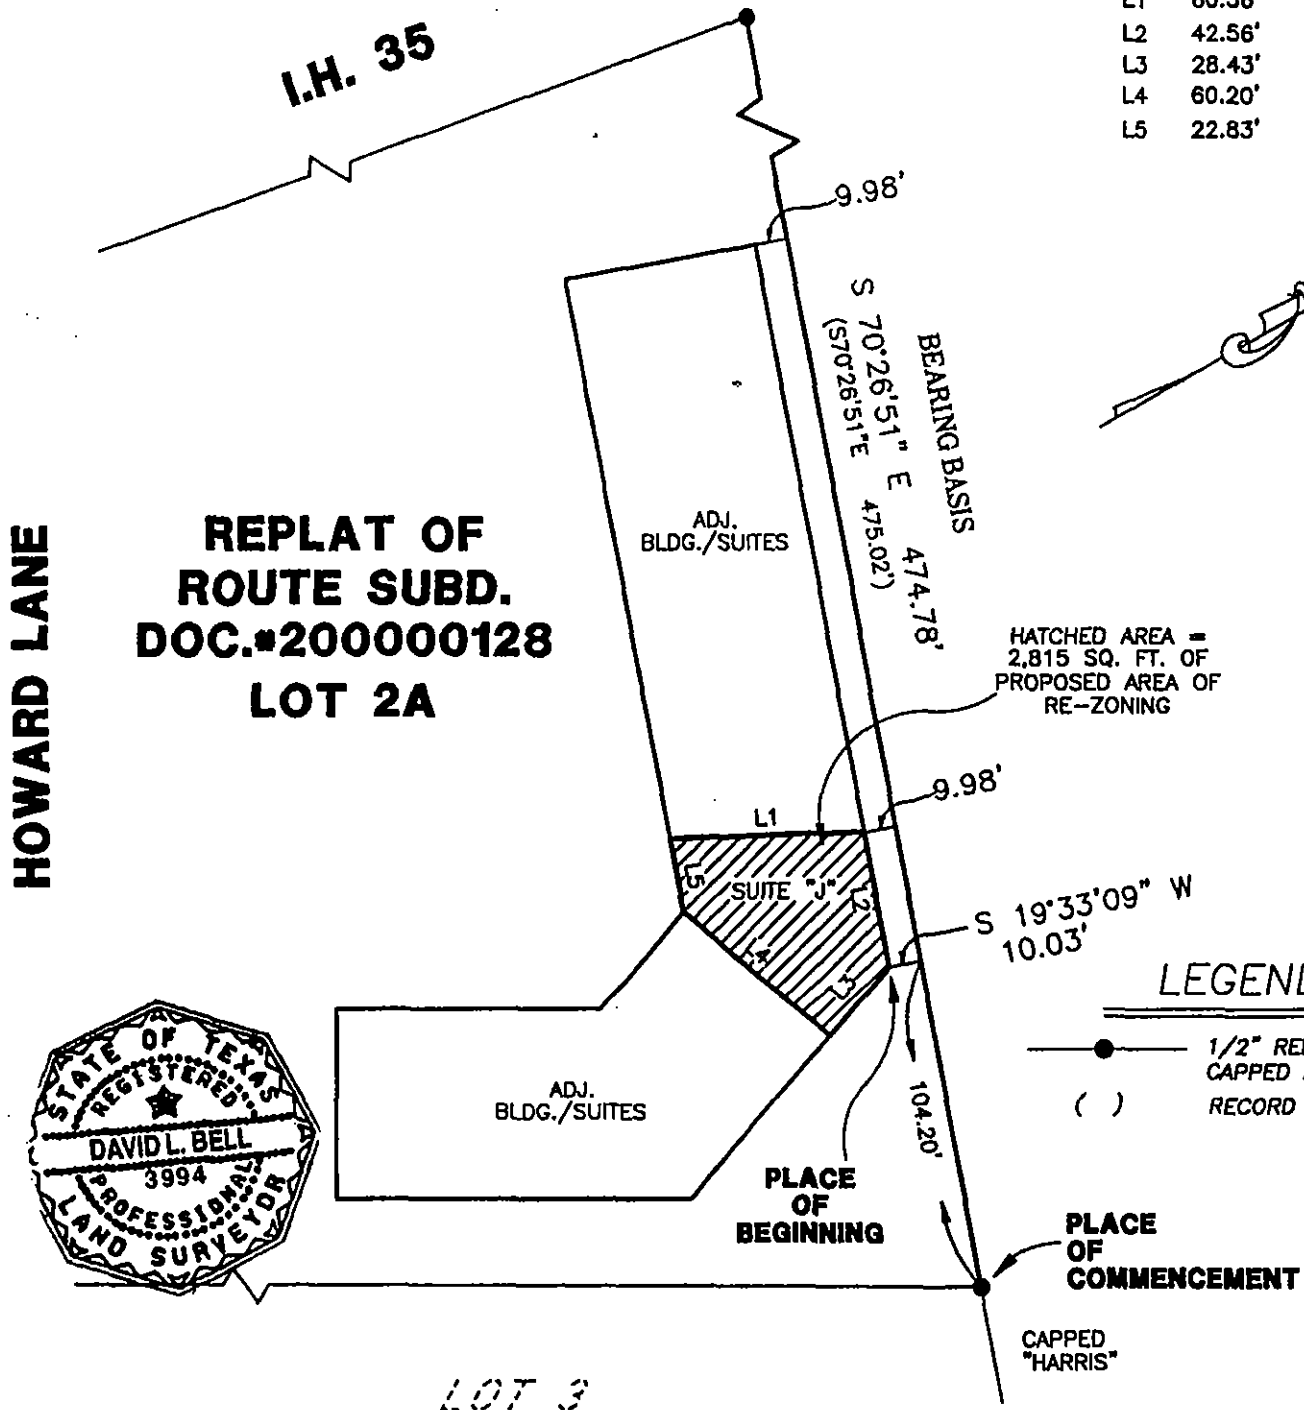 I.H. 35
L1 60.38'
L2 42.56'
L3 28.43'
L4 60.20'
L5 22.83'
9.98'
BEARING BASIS
S 70°26'51" E 474.78'
(S70°26'51"E 475.02')
ADJ.
BLDG./SUITES
HOWARD LANE
REPLAT OF
ROUTE SUBD.
DOC.#200000128
LOT 2A
HATCHED AREA =
2,815 SQ. FT. OF
PROPOSED AREA OF
RE-ZONING
9.98'
L1
L5
SUITE "J"
L2
L4
L3
S 19°33'09" W
10.03'
LEGEND
1/2"
CAPPED
( ) RECORD
104.20'
ADJ.
BLDG./SUITES
PLACE
OF
BEGINNING
PLACE
OF
COMMENCEMENT
CAPPED
"HARRIS"
STATE OF TEXAS
REGISTERED
DAVID L. BELL
3994
PROFESSIONAL
LAND SURVEYOR
LOT 3